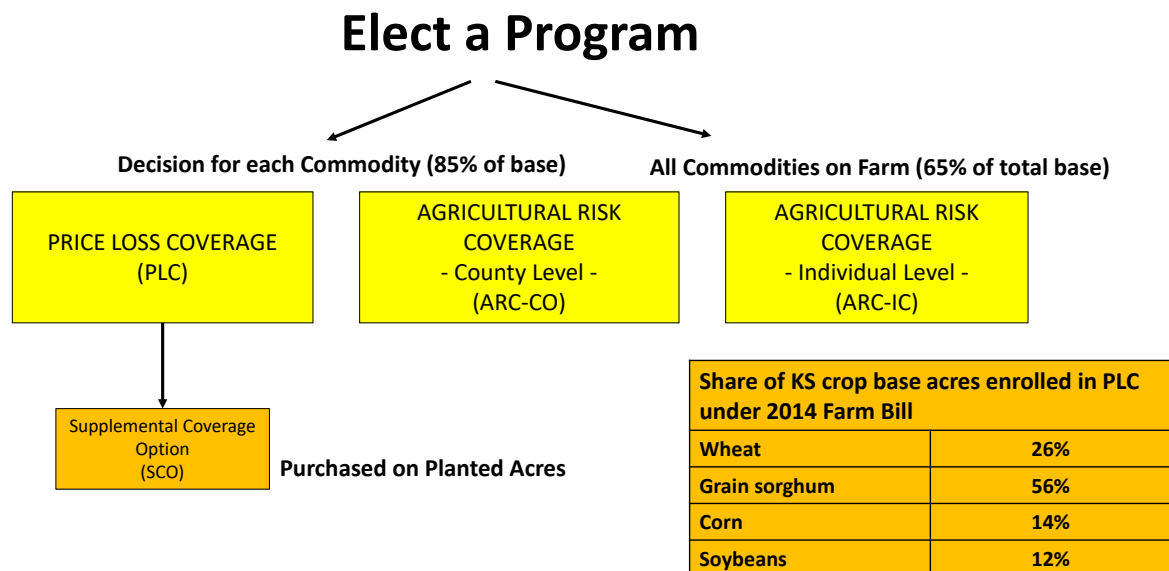 Elect a Program
Decision for each Commodity (85% of base)
All Commodities on Farm (65% of total base)
PRICE LOSS COVERAGE
(PLC)
AGRICULTURAL RISK
COVERAGE
- County Level -
(ARC-CO)
AGRICULTURAL RISK
COVERAGE
- Individual Level -
(ARC-IC)
Supplemental Coverage
Option
(SCO)
Purchased on Planted Acres
Share of KS crop base acres enrolled in PLC
under 2014 Farm Bill
Wheat 26%
Grain sorghum 56%
Corn 14%
Soybeans 12%